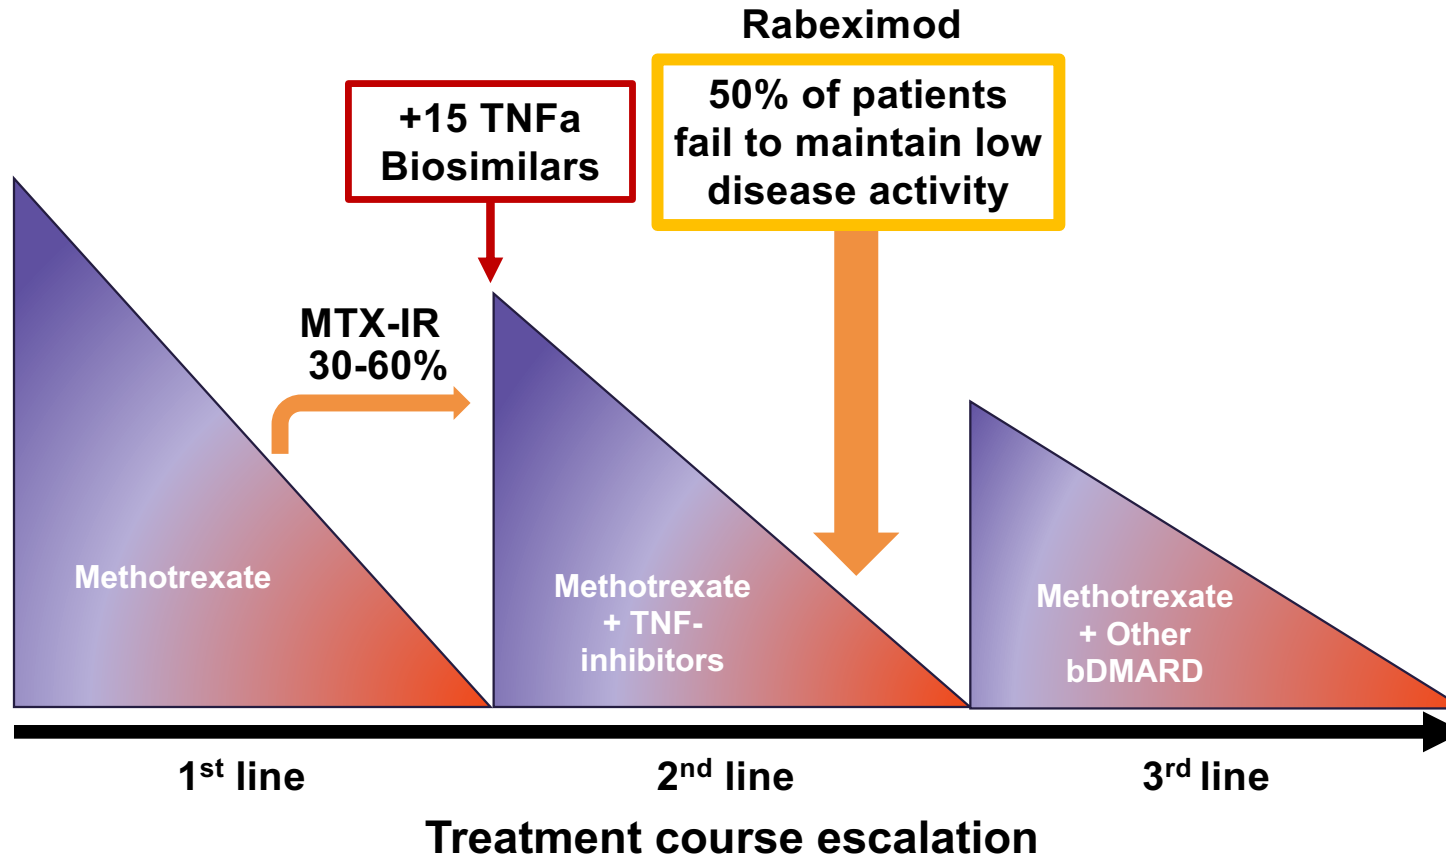 Rabeximod
50% of patients
fail to maintain low
disease activity
+15 TNFa
Biosimilars
MTX-IR
30-60%
Methotrexate
Methotrexate
+ TNF-
inhibitors
Methotrexate
+ Other
bDMARD
1st line
2nd line
3rd line
Treatment course escalation